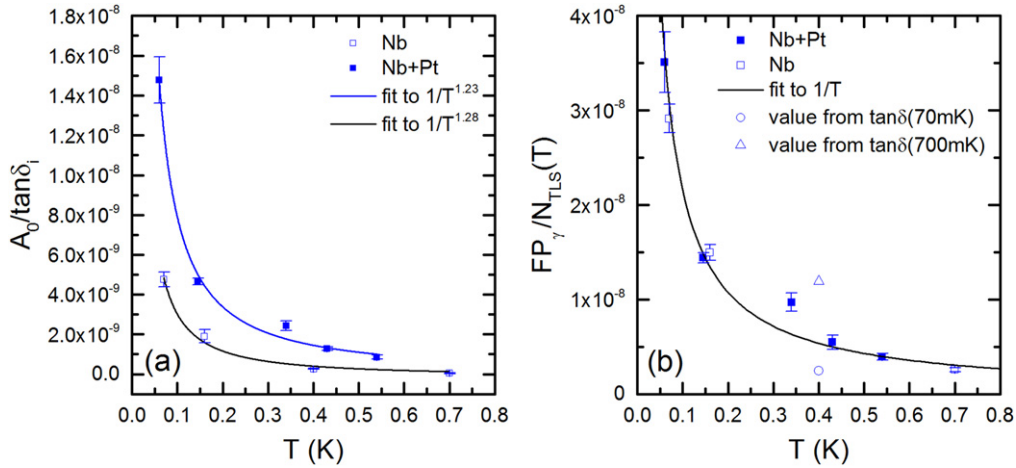 1.8x10⁻⁸
1.6x10⁻⁸
1.4x10⁻⁸
1.2x10⁻⁸
1.0x10⁻⁸
8.0x10⁻⁹
6.0x10⁻⁹
4.0x10⁻⁹
2.0x10⁻⁹
0.0
A₀/tanδᵢ
Nb
Nb+Pt
fit to 1/T^1.23
fit to 1/T^1.28
(a)
0.0 0.1 0.2 0.3 0.4 0.5 0.6 0.7 0.8
T (K)
4x10⁻⁸
3x10⁻⁸
2x10⁻⁸
1x10⁻⁸
0
FPᵧ/N_TLS(T)
Nb+Pt
Nb
fit to 1/T
value from tanδ(70mK)
value from tanδ(700mK)
(b)
0.0 0.1 0.2 0.3 0.4 0.5 0.6 0.7 0.8
T (K)